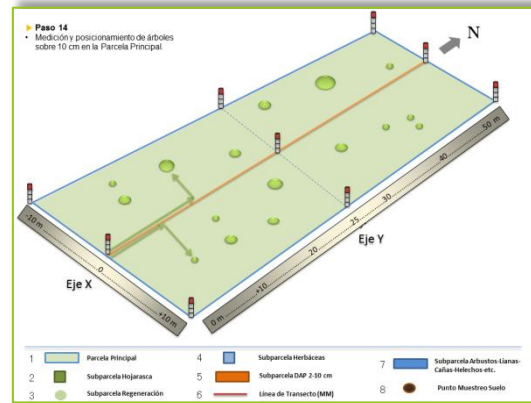 Paso 14
• Medición y posicionamiento de árboles
sobre 10 cm en la Parcela Principal
N
-10 m
0
+10 m
Eje X
0 m
+10
20
25
30
40
50 m
Eje Y
1 Parcela Principal
2 Subparcela Hojarasca
3 Subparcela Regeneración
4 Subparcela Herbáceas
5 Subparcela DAP 2-10 cm
6 Línea de Transecto (MM)
7 Subparcela Arbustos-Lianas-
Cañas-Helechos etc.
8 Punto Muestreo Suelo